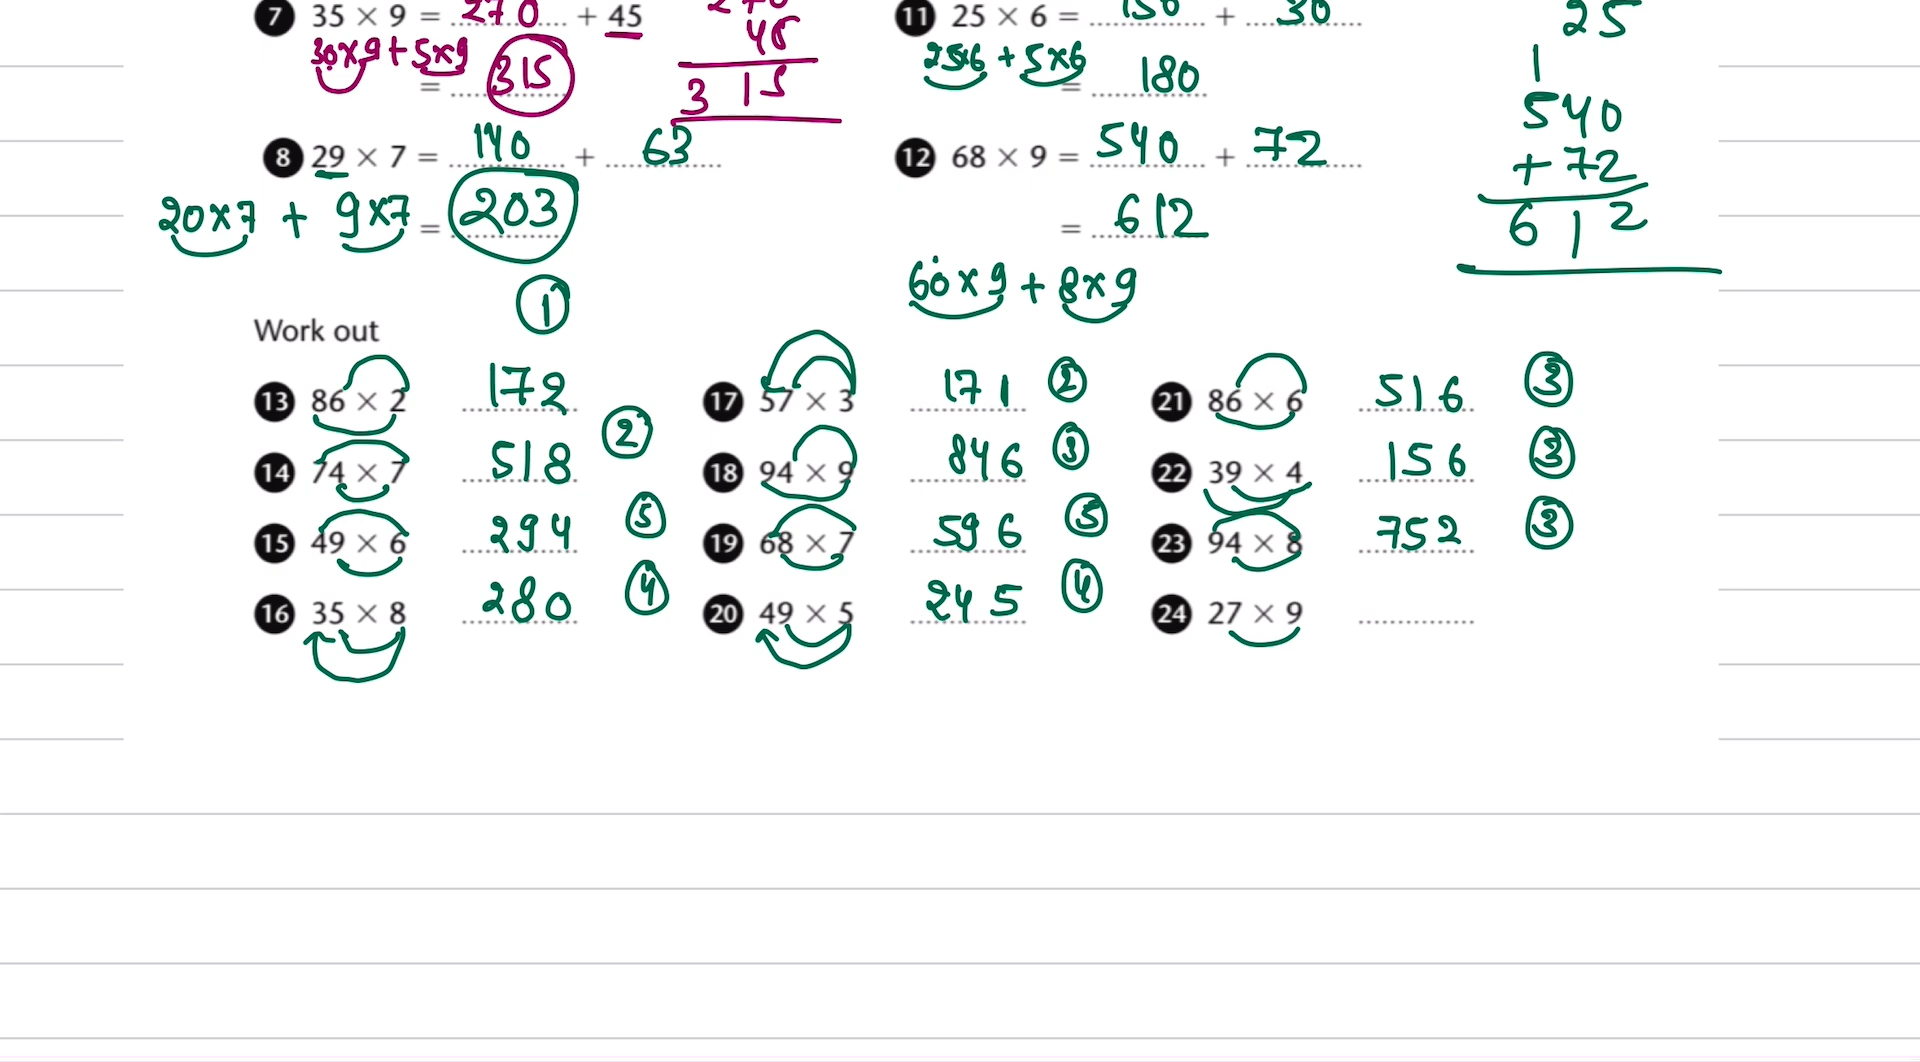 7 35 × 9 = 270 + 45
30×9 + 5×9
= 315
45
3 15
8 29 × 7 = 140 + 63
20×7 + 9×7 = 203
11 25 × 6 = 150 + 30
+ 5×6
= 180
12 68 × 9 = 540 + 72
= 612
60×9 + 8×9
25
1
540
+72
612
1
Work out
13 86 × 2 172
14 74 × 7 518 2
15 49 × 6 294 5
16 35 × 8 280 4
17 57 × 3 171 2
18 94 × 9 846 3
19 68 × 7 596 5
20 49 × 5 245 4
21 86 × 6 516 3
22 39 × 4 156 3
23 94 × 8 752 3
24 27 × 9